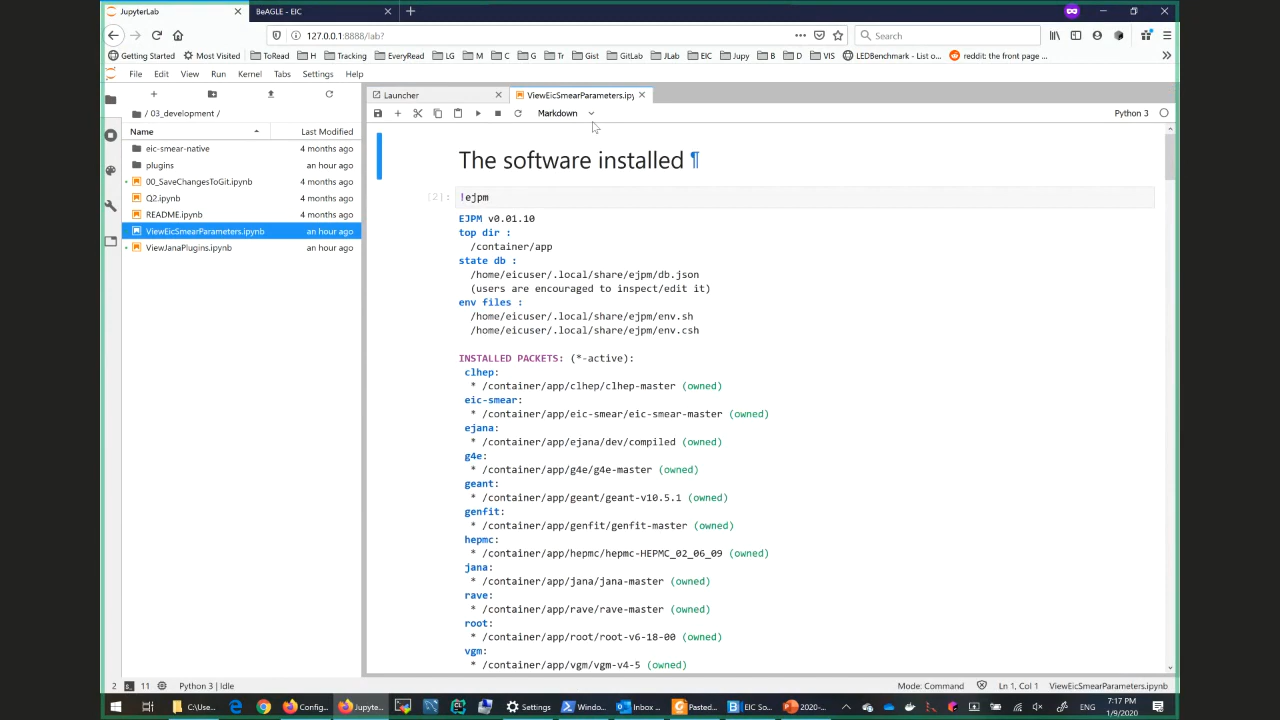 JupyterLab
BeAGLE - EIC
127.0.0.1:8888/lab?
Search
Getting Started
Most Visited
ToRead
H
Tracking
EveryRead
LG
M
C
G
Tr
Gist
GitLab
JLab
EIC
Jupy
B
D
VIS
LEDBenchmark - List o...
reddit: the front page ...
File Edit View Run Kernel Tabs Settings Help
/ 03_development /
Name Last Modified
eic-smear-native 4 months ago
plugins an hour ago
00_SaveChangesToGit.ipynb 4 months ago
Q2.ipynb 4 months ago
README.ipynb 4 months ago
ViewEicSmearParameters.ipynb an hour ago
ViewJanaPlugins.ipynb an hour ago
Launcher
ViewEicSmearParameters.ipy
Markdown
Python 3
The software installed ¶
[2]: !ejpm
EJPM v0.01.10
top dir :
/container/app
state db :
/home/eicuser/.local/share/ejpm/db.json
(users are encouraged to inspect/edit it)
env files :
/home/eicuser/.local/share/ejpm/env.sh
/home/eicuser/.local/share/ejpm/env.csh
INSTALLED PACKETS: (*-active):
clhep:
* /container/app/clhep/clhep-master (owned)
eic-smear:
* /container/app/eic-smear/eic-smear-master (owned)
ejana:
* /container/app/ejana/dev/compiled (owned)
g4e:
* /container/app/g4e/g4e-master (owned)
geant:
* /container/app/geant/geant-v10.5.1 (owned)
genfit:
* /container/app/genfit/genfit-master (owned)
hepmc:
* /container/app/hepmc/hepmc-HEPMC_02_06_09 (owned)
jana:
* /container/app/jana/jana-master (owned)
rave:
* /container/app/rave/rave-master (owned)
root:
* /container/app/root/root-v6-18-00 (owned)
vgm:
* /container/app/vgm/vgm-v4-5 (owned)
2 11 Python 3 | Idle
Mode: Command
Ln 1, Col 1
ViewEicSmearParameters.ipynb
C:\Use...
Config...
Jupyte...
Settings
Windo...
Inbox ...
Pasted...
EIC So...
2020-...
ENG
7:17 PM
1/9/2020